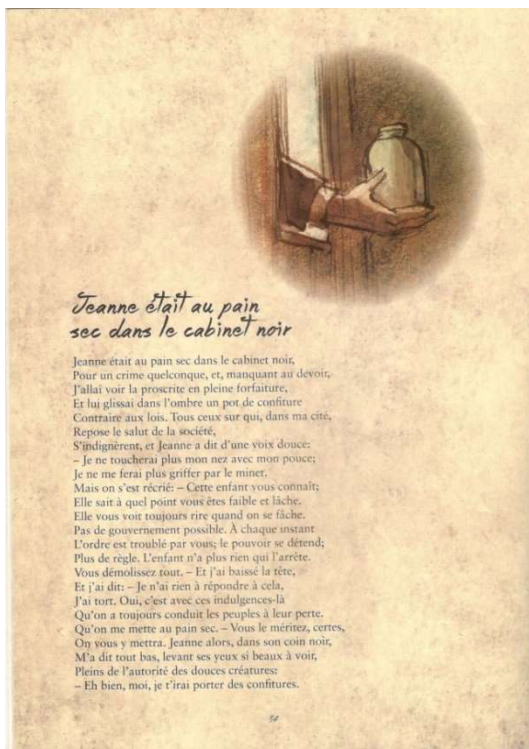 Jeanne était au pain
sec dans le cabinet noir
Jeanne était au pain sec dans le cabinet noir,
Pour un crime quelconque, et, manquant au devoir,
J'allai voir la proscrite en pleine forfaiture,
Et lui glissai dans l'ombre un pot de confiture
Contraire aux lois. Tous ceux sur qui, dans ma cité,
Repose le salut de la société,
S'indignèrent, et Jeanne a dit d'une voix douce:
– Je ne toucherai plus mon nez avec mon pouce;
Je ne me ferai plus griffer par le minet.
Mais on s'est récrié: – Cette enfant vous connaît;
Elle sait à quel point vous êtes faible et lâche.
Elle vous voit toujours rire quand on se fâche.
Pas de gouvernement possible. À chaque instant
L'ordre est troublé par vous; le pouvoir se détend;
Plus de règle. L'enfant n'a plus rien qui l'arrête.
Vous démolissez tout. – Et j'ai baissé la tête,
Et j'ai dit: – Je n'ai rien à répondre à cela,
J'ai tort. Oui, c'est avec ces indulgences-là
Qu'on a toujours conduit les peuples à leur perte.
Qu'on me mette au pain sec. – Vous le méritez, certes,
On vous y mettra. Jeanne alors, dans son coin noir,
M'a dit tout bas, levant ses yeux si beaux à voir,
Pleins de l'autorité des douces créatures:
– Eh bien, moi, je t'irai porter des confitures.